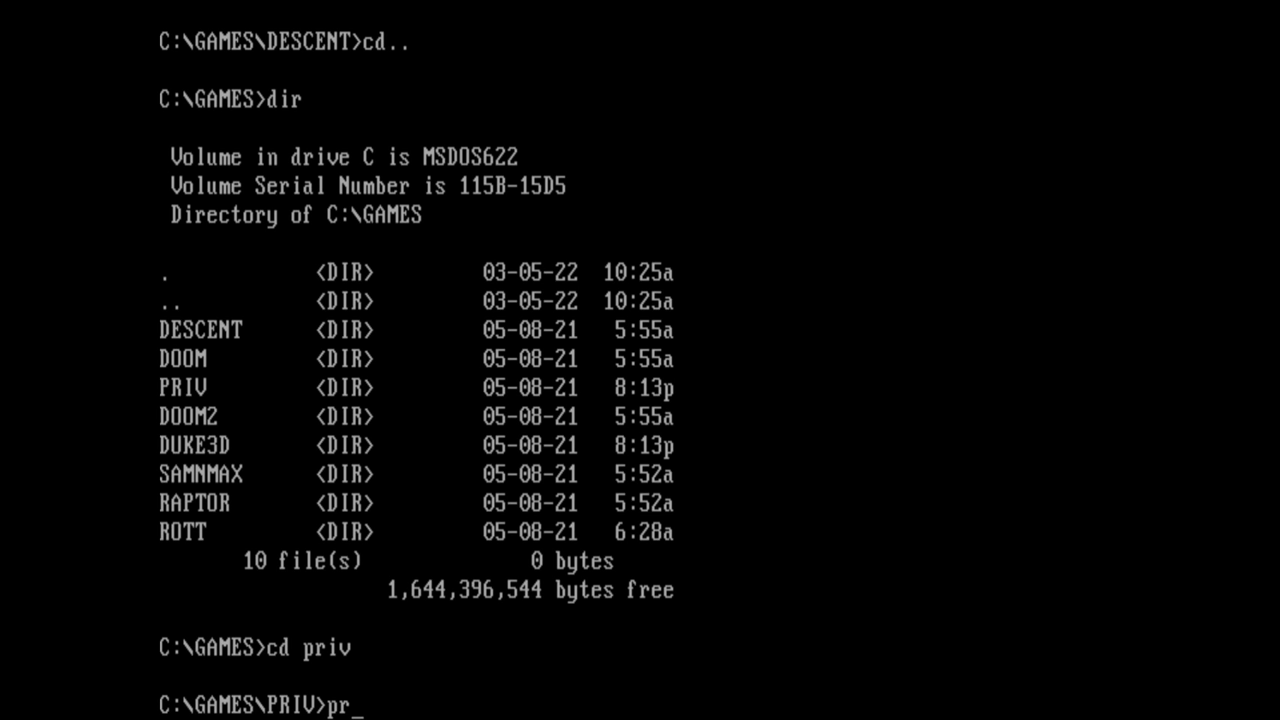 C:\GAMES\DESCENT>cd..
C:\GAMES>dir
Volume in drive C is MSDOS622
Volume Serial Number is 115B-15D5
Directory of C:\GAMES
. <DIR> 03-05-22 10:25a
.. <DIR> 03-05-22 10:25a
DESCENT <DIR> 05-08-21 5:55a
DOOM <DIR> 05-08-21 5:55a
PRIV <DIR> 05-08-21 8:13p
DOOM2 <DIR> 05-08-21 5:55a
DUKE3D <DIR> 05-08-21 8:13p
SAMNMAX <DIR> 05-08-21 5:52a
RAPTOR <DIR> 05-08-21 5:52a
ROTT <DIR> 05-08-21 6:28a
10 file(s) 0 bytes
1,644,396,544 bytes free
C:\GAMES>cd priv
C:\GAMES\PRIV>pr_